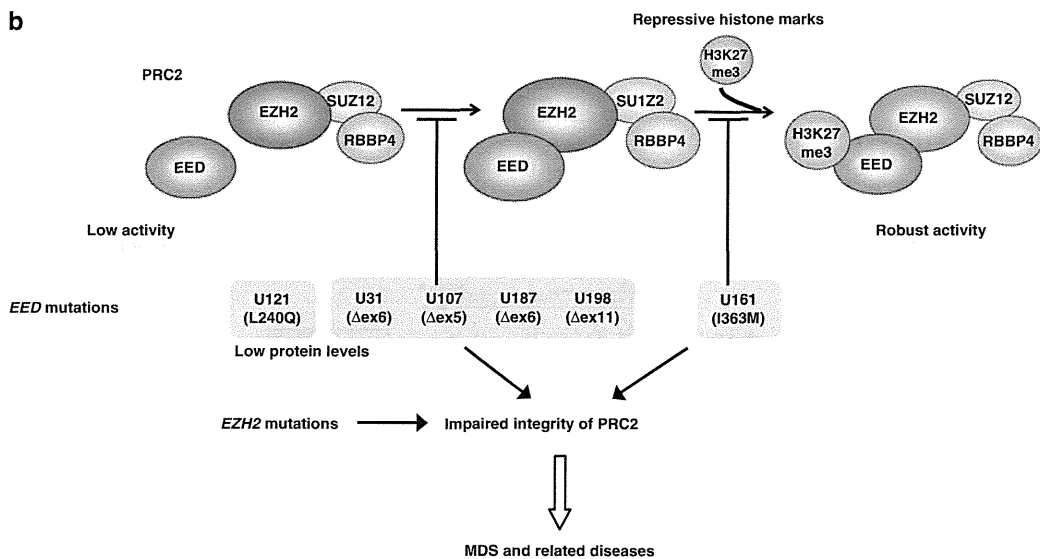 b
Repressive histone marks
PRC2
H3K27
me3
EZH2
SUZ12
RBBP4
EED
EZH2
SU1Z2
RBBP4
EED
H3K27
me3
EZH2
SUZ12
RBBP4
EED
Low activity
Robust activity
EED mutations
U121
(L240Q)
U31
(Δex6)
U107
(Δex5)
U187
(Δex6)
U198
(Δex11)
U161
(I363M)
Low protein levels
EZH2 mutations
Impaired integrity of PRC2
MDS and related diseases